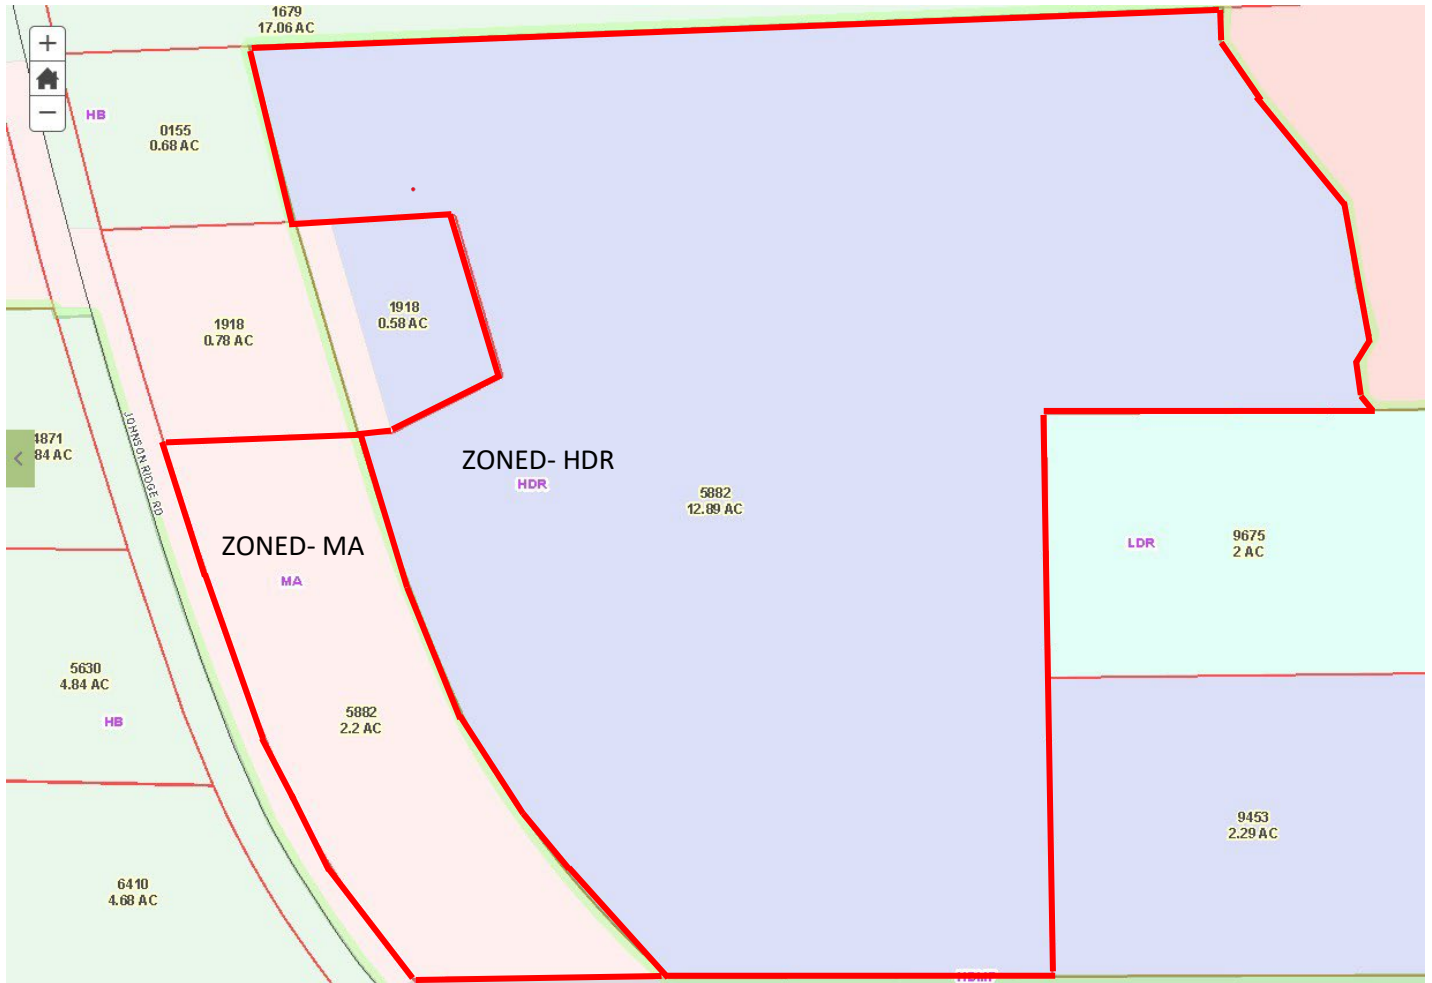 1679
17.06 AC
+
−
HB
0155
0.68 AC
1918
0.58 AC
1918
0.78 AC
JOHNSON RIDGE RD
4871
84 AC
ZONED- HDR
HDR
5882
12.89 AC
LDR
9675
2 AC
ZONED- MA
MA
5630
4.84 AC
HB
5882
2.2 AC
9453
2.29 AC
6410
4.68 AC